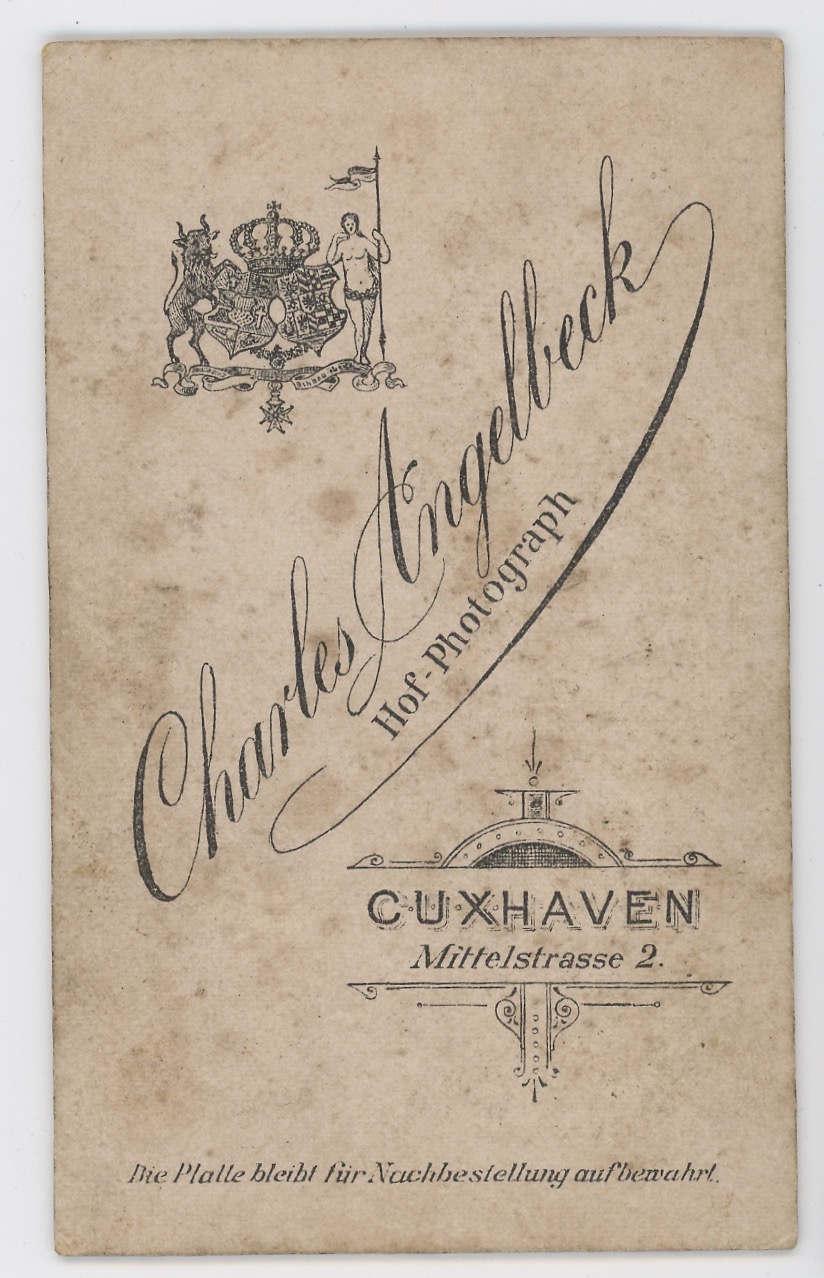 Charles Angelbeck
Hof-Photograph
CUXHAVEN
Mittelstrasse 2.
Die Platte bleibt für Nachbestellung aufbewahrt.